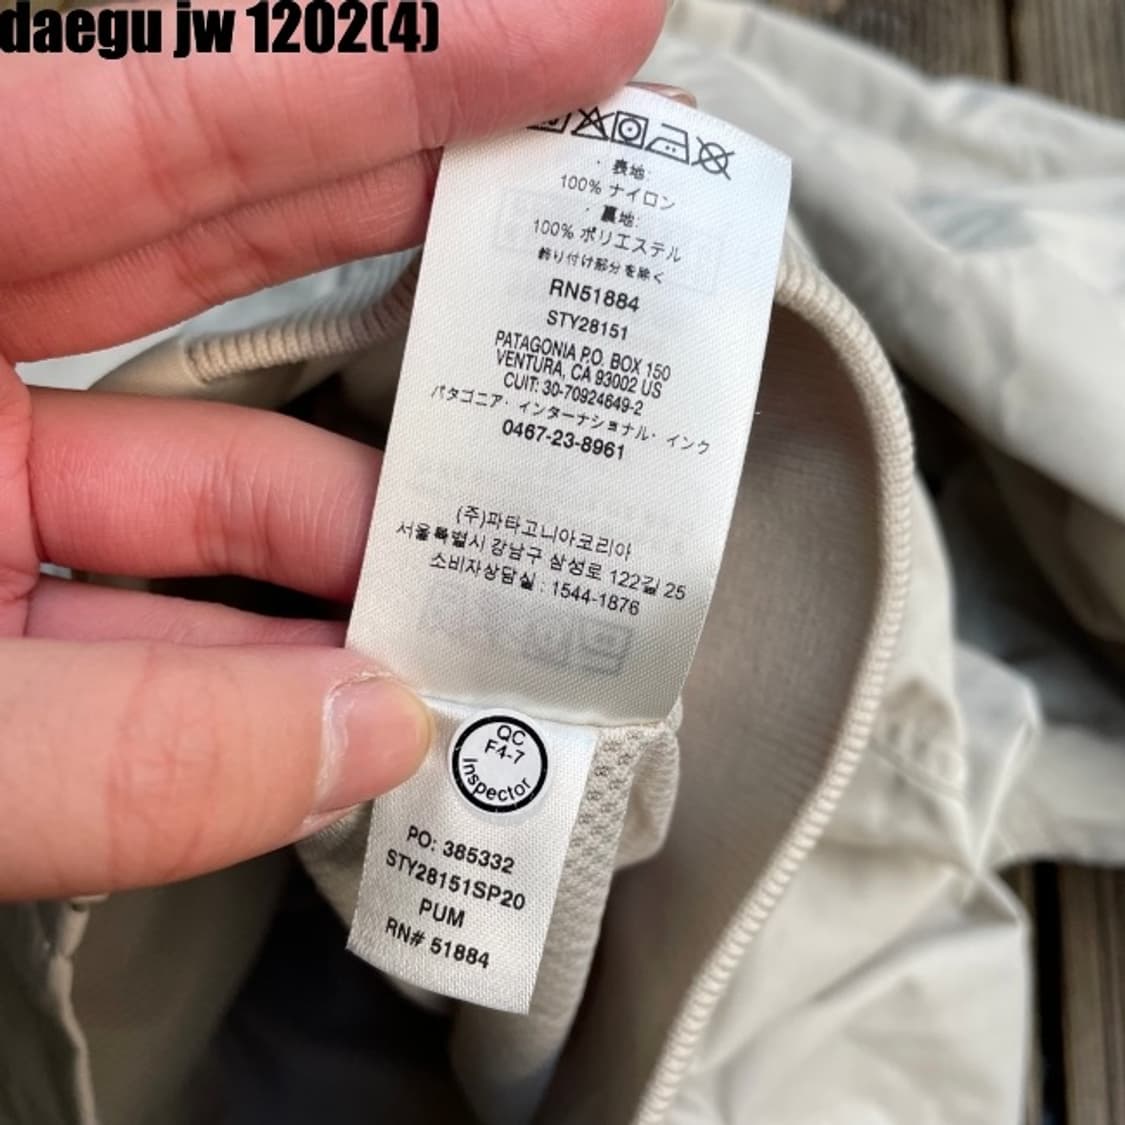 daegu jw 1202(4)
・表地:
100% ナイロン
・裏地:
100% ポリエステル
飾り付け部分を除く
RN51884
STY28151
PATAGONIA P.O. BOX 150
VENTURA, CA 93002 US
CUIT: 30-70924649-2
パタゴニア・インターナショナル・インク
0467-23-8961
(주)파타고니아코리아
서울특별시 강남구 삼성로 122길 25
소비자상담실 : 1544-1876
QC
F4-7
Inspector
PO: 385332
STY28151SP20
PUM
RN# 51884